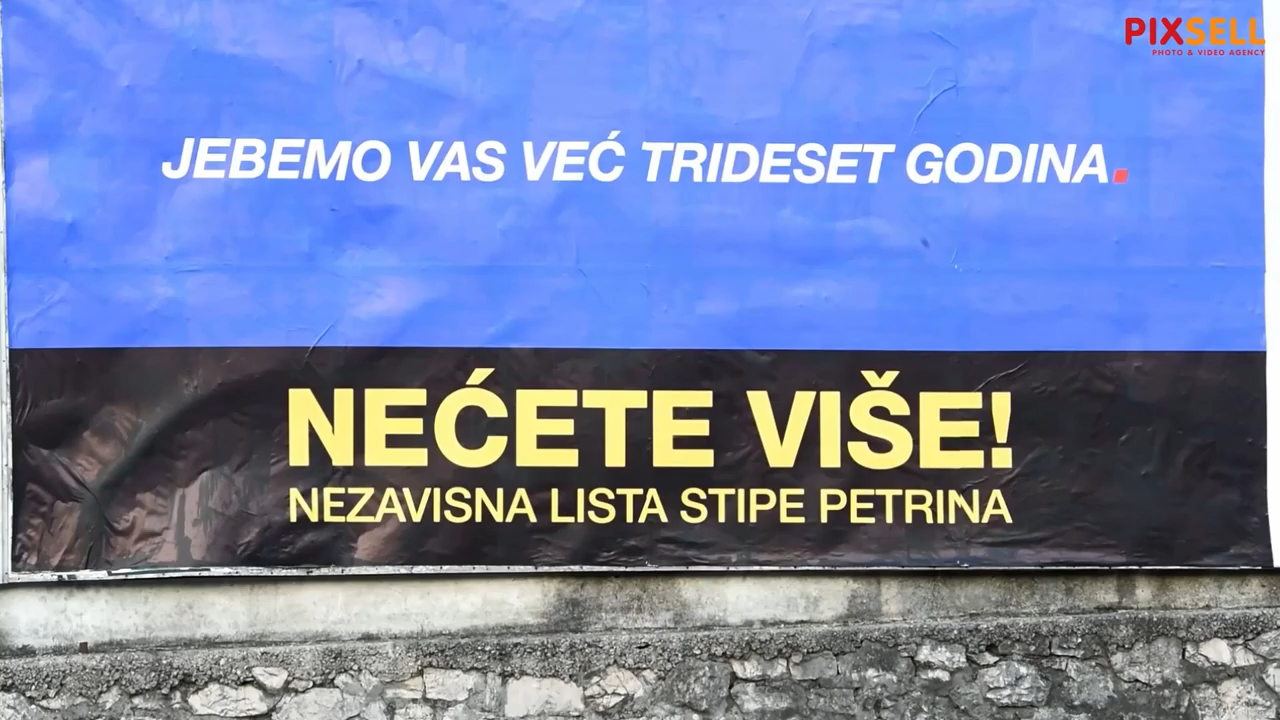 PIXSELL
PHOTO & VIDEO AGENCY
JEBEMO VAS VEĆ TRIDESET GODINA.
NEĆETE VIŠE!
NEZAVISNA LISTA STIPE PETRINA